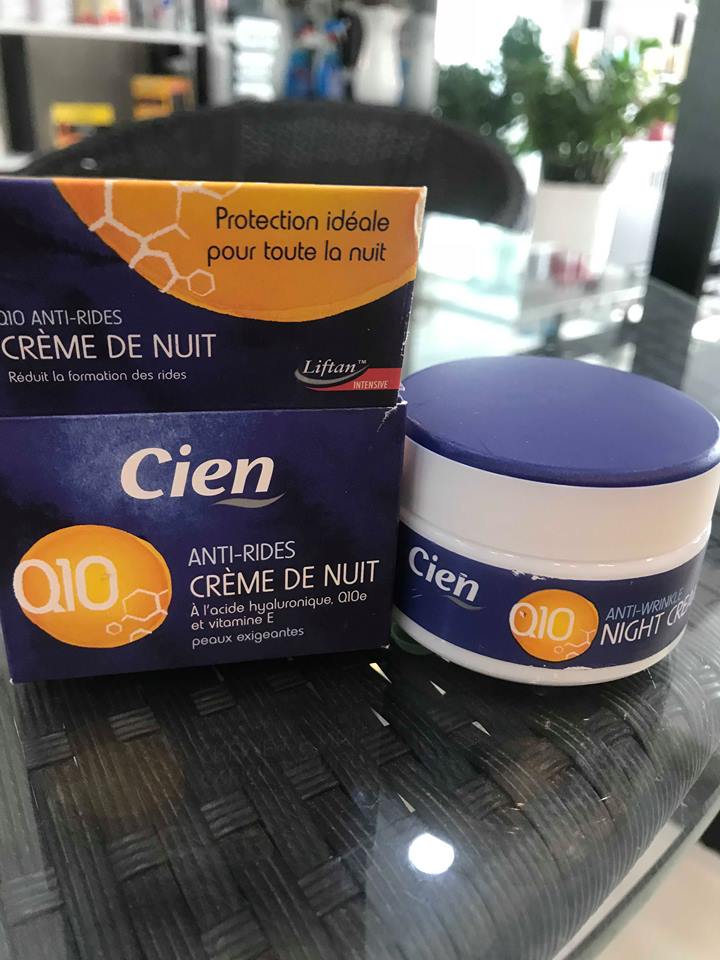 Protection idéale
pour toute la nuit
Q10 ANTI-RIDES
CRÈME DE NUIT
Réduit la formation des rides
Liftan™
INTENSIVE
Cien
Q10
ANTI-RIDES
CRÈME DE NUIT
À l'acide hyaluronique, Q10e
et vitamine E
peaux exigeantes
Cien
Q10
ANTI-WRINKLE
NIGHT CREA